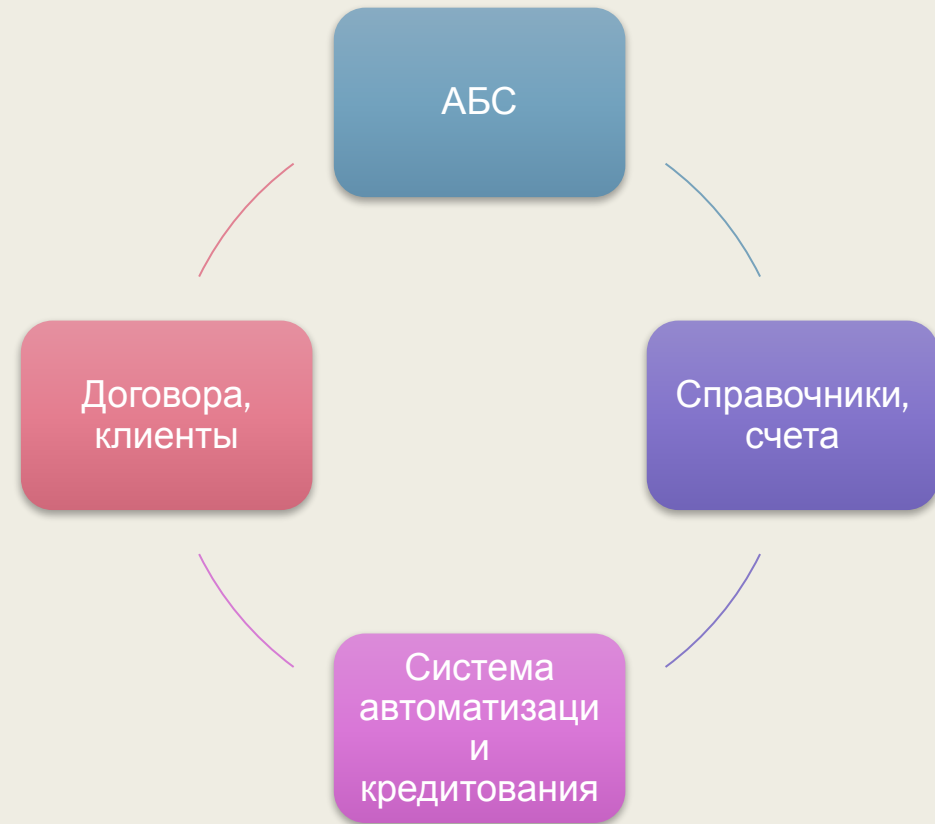 АБС
Договора,
клиенты
Справочники,
счета
Система
автоматизаци
и
кредитования